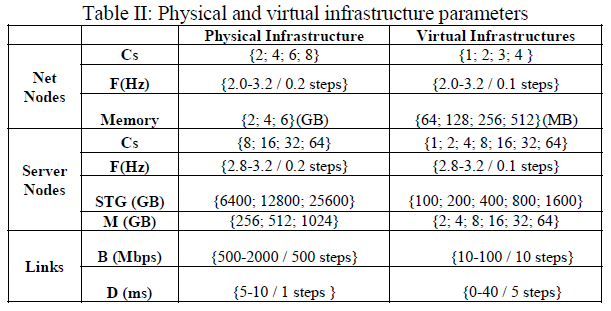 Table II: Physical and virtual infrastructure parameters
Physical Infrastructure Virtual Infrastructures
Net Nodes
Cs {2; 4; 6; 8} {1; 2; 3; 4 }
F(Hz) {2.0-3.2 / 0.2 steps} {2.0-3.2 / 0.1 steps}
Memory {2; 4; 6}(GB) {64; 128; 256; 512}(MB)
Server Nodes
Cs {8; 16; 32; 64} {1; 2; 4; 8; 16; 32; 64}
F(Hz) {2.8-3.2 / 0.2 steps} {2.8-3.2 / 0.1 steps}
STG (GB) {6400; 12800; 25600} {100; 200; 400; 800; 1600}
M (GB) {256; 512; 1024} {2; 4; 8; 16; 32; 64}
Links
B (Mbps) {500-2000 / 500 steps} {10-100 / 10 steps}
D (ms) {5-10 / 1 steps } {0-40 / 5 steps}